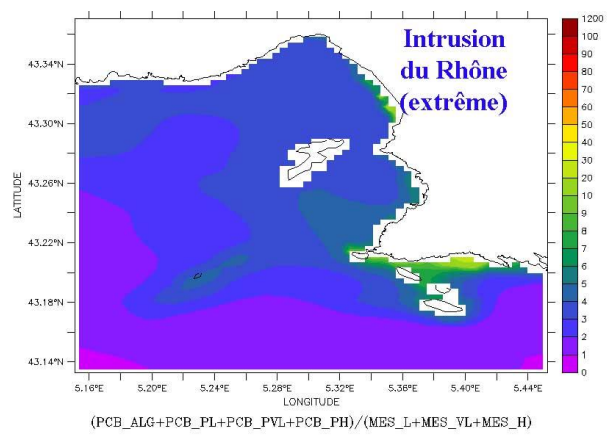 Intrusion
du Rhône
(extrême)
1200
100
90
80
70
60
50
40
30
20
10
9
8
7
6
5
4
3
2
1
0
43.34°N
43.30°N
43.26°N
43.22°N
43.18°N
43.14°N
LATITUDE
5.16°E
5.20°E
5.24°E
5.28°E
5.32°E
5.36°E
5.40°E
5.44°E
LONGITUDE
(PCB_ALG+PCB_PL+PCB_PVL+PCB_PH)/(MES_L+MES_VL+MES_H)